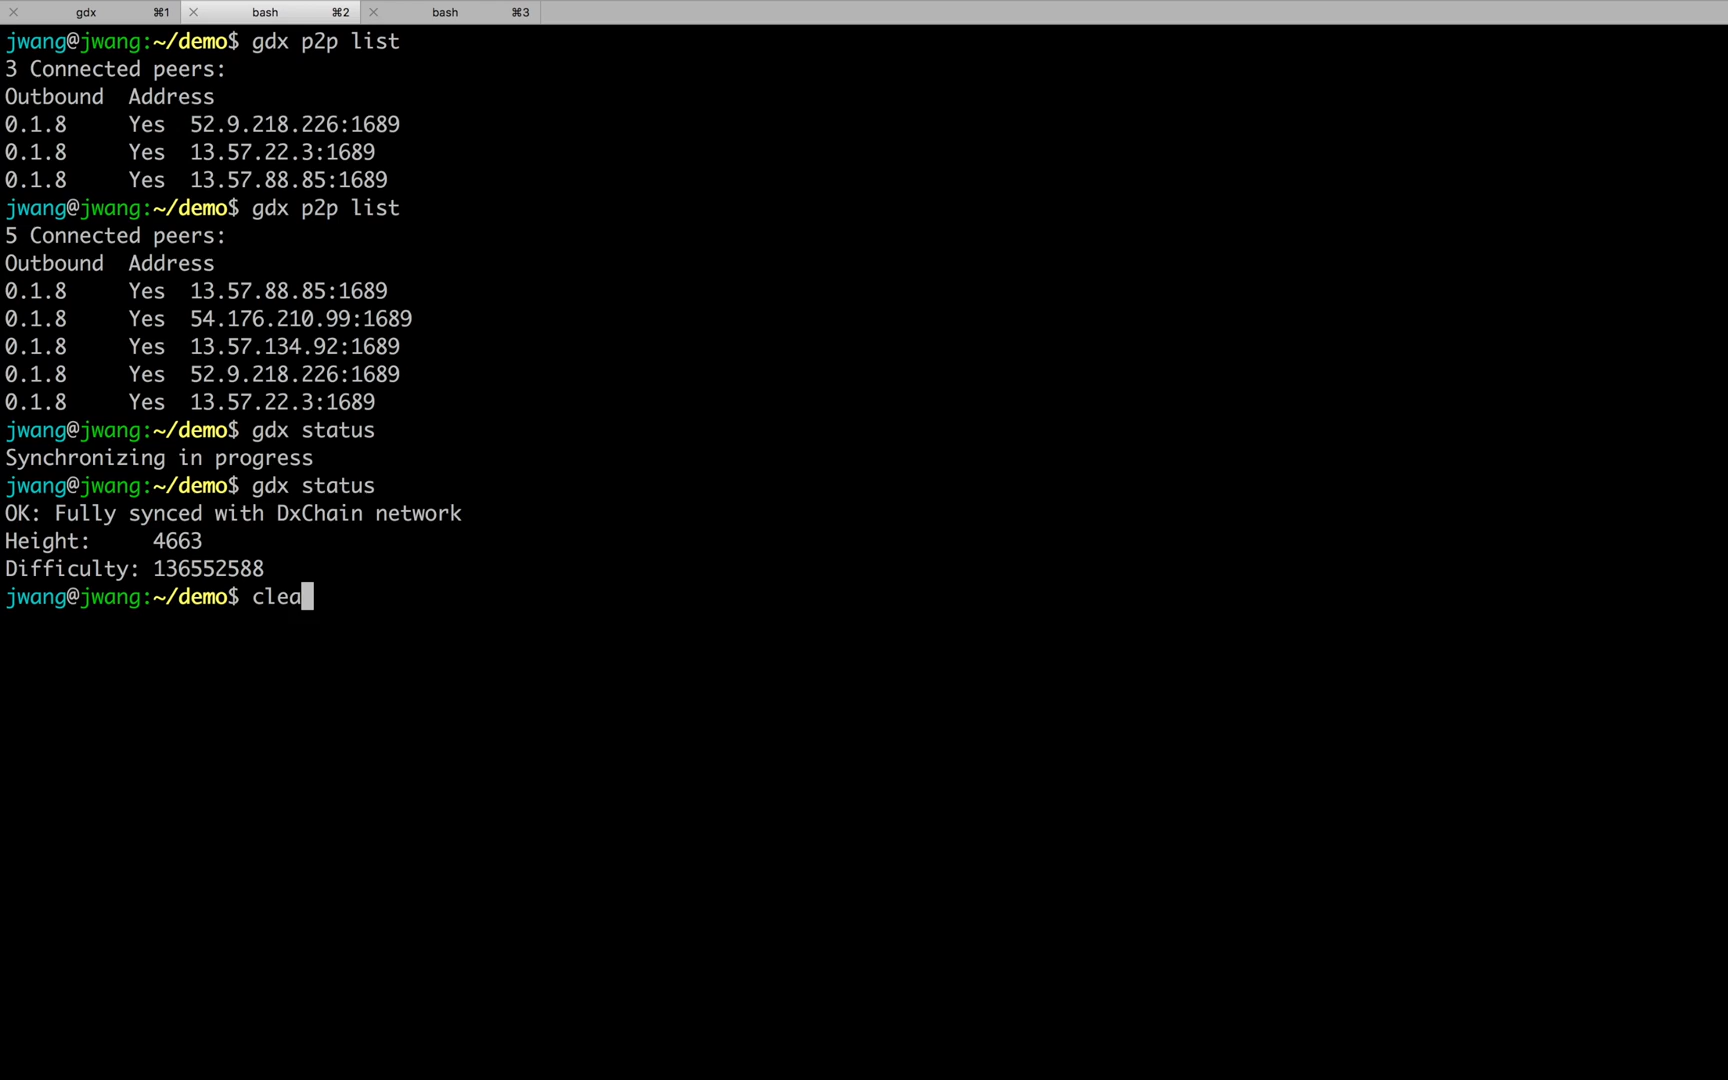 gdx ⌘1 bash ⌘2 bash ⌘3
jwang@jwang:~/demo$ gdx p2p list
3 Connected peers:
Outbound  Address
0.1.8     Yes  52.9.218.226:1689
0.1.8     Yes  13.57.22.3:1689
0.1.8     Yes  13.57.88.85:1689
jwang@jwang:~/demo$ gdx p2p list
5 Connected peers:
Outbound  Address
0.1.8     Yes  13.57.88.85:1689
0.1.8     Yes  54.176.210.99:1689
0.1.8     Yes  13.57.134.92:1689
0.1.8     Yes  52.9.218.226:1689
0.1.8     Yes  13.57.22.3:1689
jwang@jwang:~/demo$ gdx status
Synchronizing in progress
jwang@jwang:~/demo$ gdx status
OK: Fully synced with DxChain network
Height:     4663
Difficulty: 136552588
jwang@jwang:~/demo$ clea